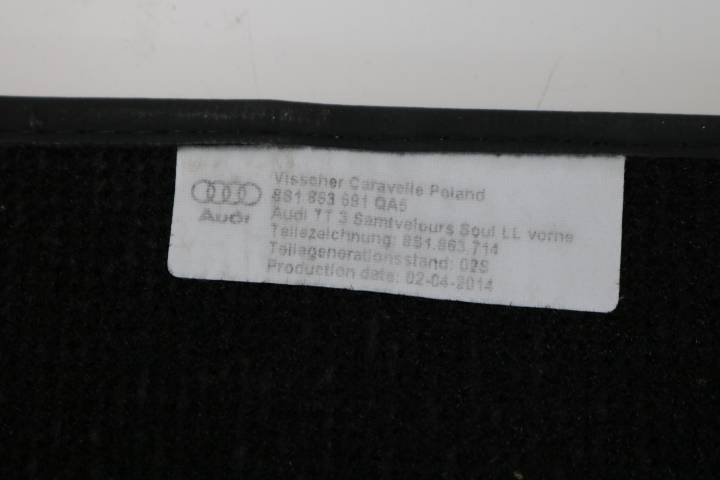 Visscher Caravelle Poland
8S1 863 691 QA5
Audi TT 3 Samtvelours Soul LL vorne
Teilezeichnung: 8S1.863.714
Teilagenerationsstand: 02S
Production date: 02-04-2014
Audi